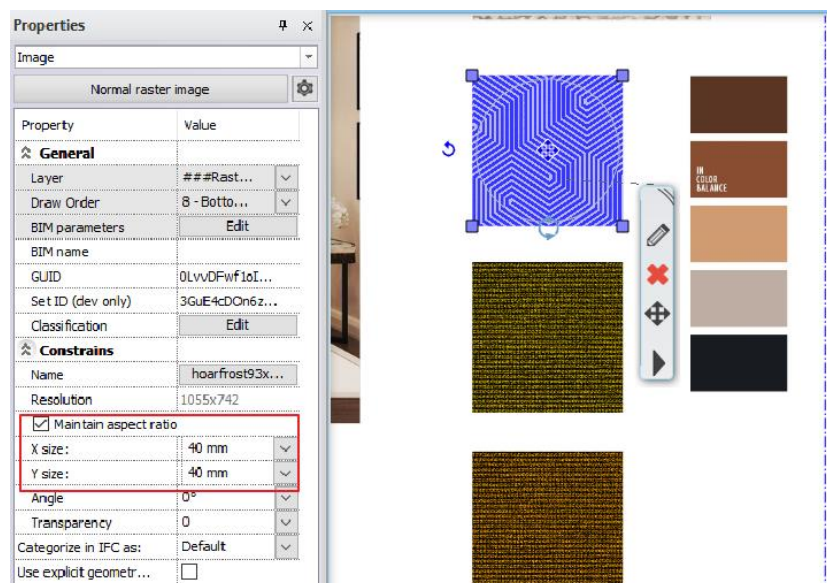 Properties
Image
Normal raster image
Property Value
General
Layer ###Rast...
Draw Order 8 - Botto...
BIM parameters Edit
BIM name
GUID 0LvvDFwf1oI...
Set ID (dev only) 3GuE4cDOn6z...
Classification Edit
Constrains
Name hoarfrost93x...
Resolution 1055x742
Maintain aspect ratio
X size: 40 mm
Y size: 40 mm
Angle 0°
Transparency 0
Categorize in IFC as: Default
Use explicit geometr...
IN
COLOR
BALANCE